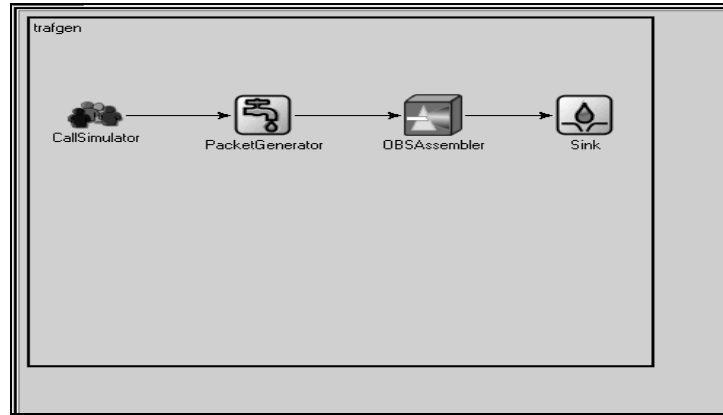 trafgen
CallSimulator
PacketGenerator
OBSAssembler
Sink